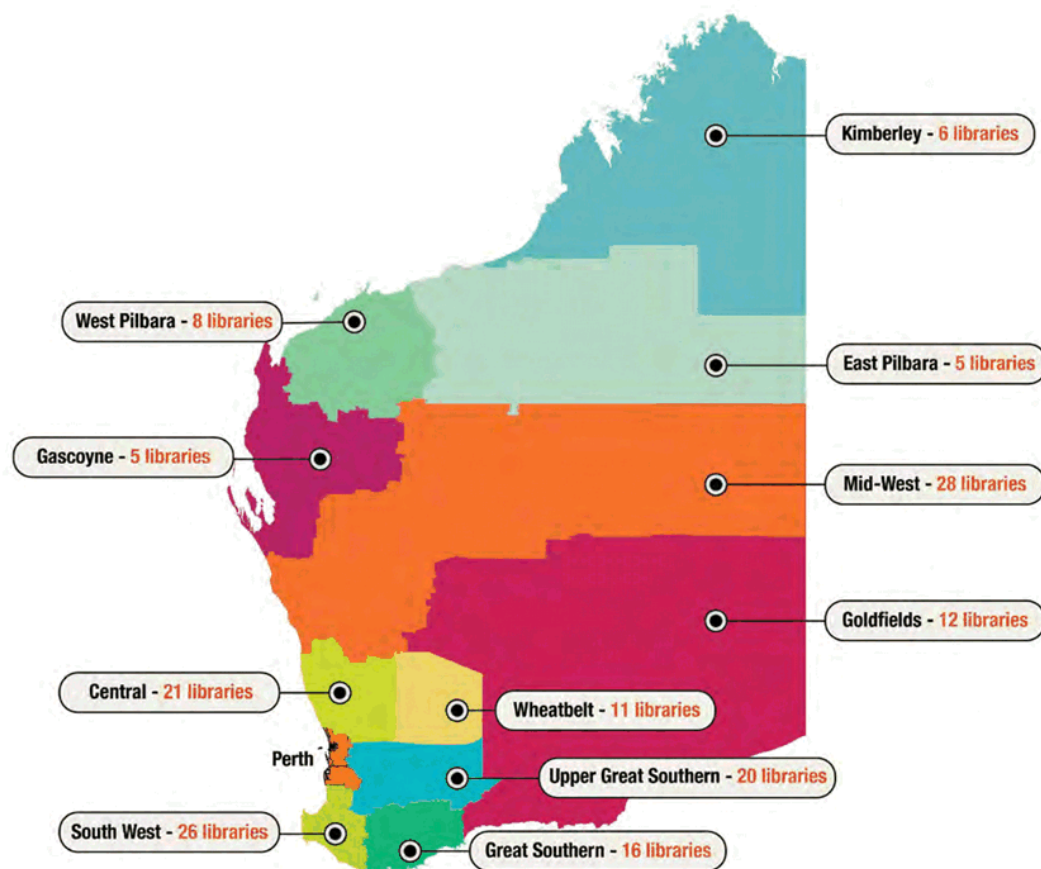 Kimberley - 6 libraries
West Pilbara - 8 libraries
East Pilbara - 5 libraries
Gascoyne - 5 libraries
Mid-West - 28 libraries
Goldfields - 12 libraries
Central - 21 libraries
Wheatbelt - 11 libraries
Perth
Upper Great Southern - 20 libraries
South West - 26 libraries
Great Southern - 16 libraries